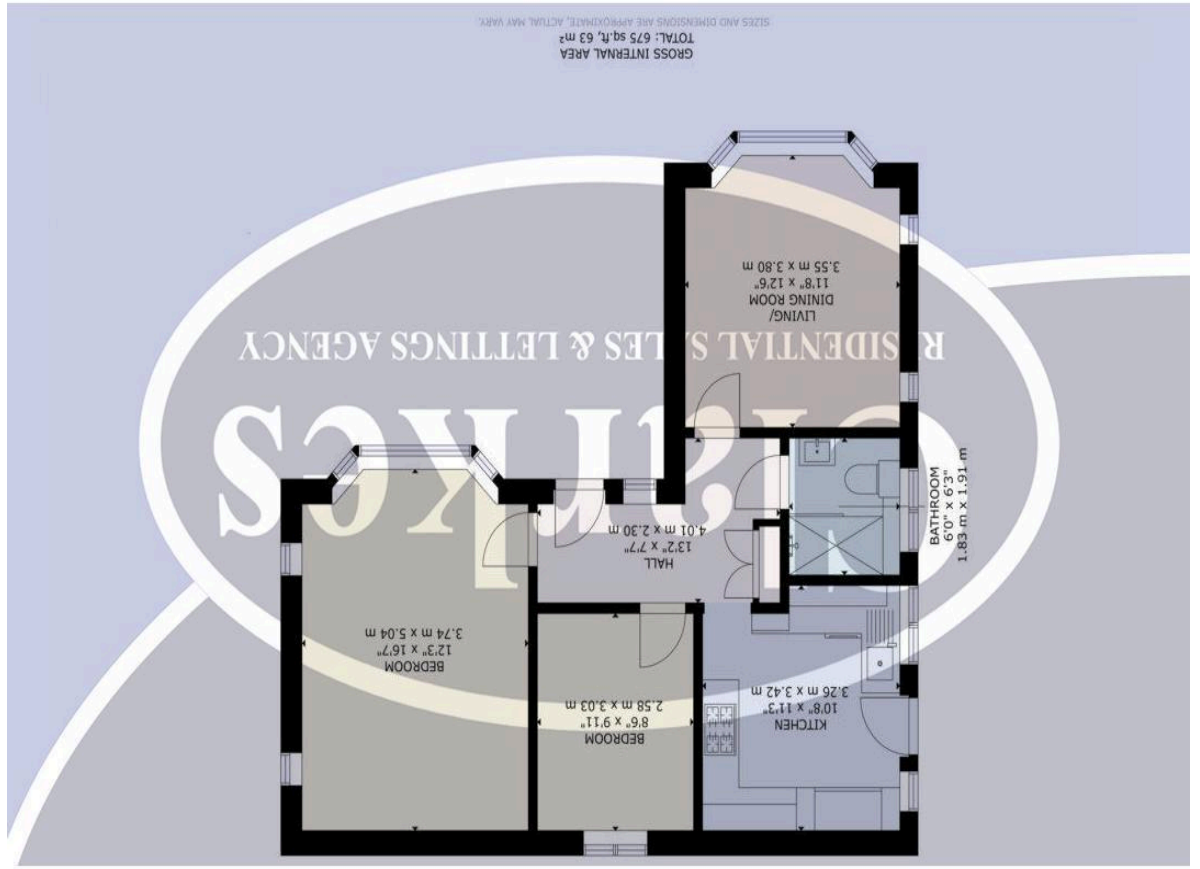 BEDROOM
8'6" x 9'11"
2.58 m x 3.03 m
KITCHEN
10'8" x 11'3"
3.26 m x 3.42 m
BEDROOM
12'3" x 16'7"
3.74 m x 5.04 m
HALL
13'2" x 7'7"
4.01 m x 2.30 m
BATHROOM
6'0" x 6'3"
1.83 m x 1.91 m
Clarkes
RESIDENTIAL SALES & LETTINGS AGENCY
LIVING/
DINING ROOM
11'8" x 12'6"
3.55 m x 3.80 m
GROSS INTERNAL AREA
TOTAL: 675 sq.ft, 63 m²
SIZES AND DIMENSIONS ARE APPROXIMATE, ACTUAL MAY VARY.